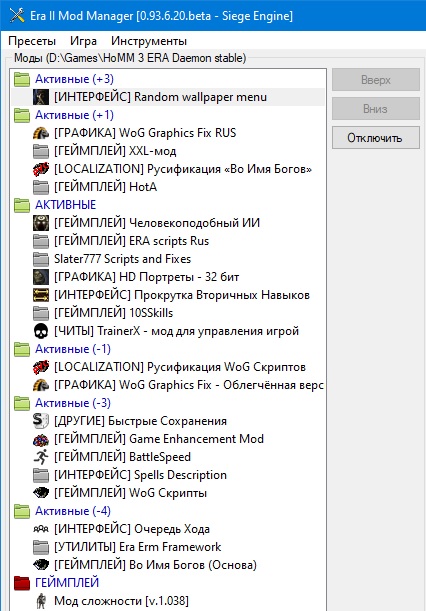 Era II Mod Manager [0.93.6.20.beta - Siege Engine]
Пресеты Игра Инструменты
Моды (D:\Games\HoMM 3 ERA Daemon stable)
Активные (+3)
[ИНТЕРФЕЙС] Random wallpaper menu
Активные (+1)
[ГРАФИКА] WoG Graphics Fix RUS
[ГЕЙМПЛЕЙ] XXL-мод
[LOCALIZATION] Русификация «Во Имя Богов»
[ГЕЙМПЛЕЙ] HotA
АКТИВНЫЕ
[ГЕЙМПЛЕЙ] Человекоподобный ИИ
[ГЕЙМПЛЕЙ] ERA scripts Rus
Slater777 Scripts and Fixes
[ГРАФИКА] HD Портреты - 32 бит
[ИНТЕРФЕЙС] Прокрутка Вторичных Навыков
[ГЕЙМПЛЕЙ] 10SSkills
[ЧИТЫ] TrainerX - мод для управления игрой
Активные (-1)
[LOCALIZATION] Русификация WoG Скриптов
[ГРАФИКА] WoG Graphics Fix - Облегчённая верс
Активные (-3)
[ДРУГИЕ] Быстрые Сохранения
[ГЕЙМПЛЕЙ] Game Enhancement Mod
[ГЕЙМПЛЕЙ] BattleSpeed
[ИНТЕРФЕЙС] Spells Description
[ГЕЙМПЛЕЙ] WoG Скрипты
Активные (-4)
[ИНТЕРФЕЙС] Очередь Хода
[УТИЛИТЫ] Era Erm Framework
[ГЕЙМПЛЕЙ] Во Имя Богов (Основа)
ГЕЙМПЛЕЙ
Мод сложности [v.1.038]
Вверх
Вниз
Отключить